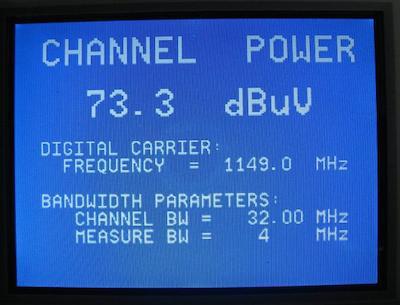 CHANNEL POWER
73.3 dBuV
DIGITAL CARRIER:
FREQUENCY = 1149.0 MHz
BANDWIDTH PARAMETERS:
CHANNEL BW = 32.00 MHz
MEASURE BW = 4 MHz